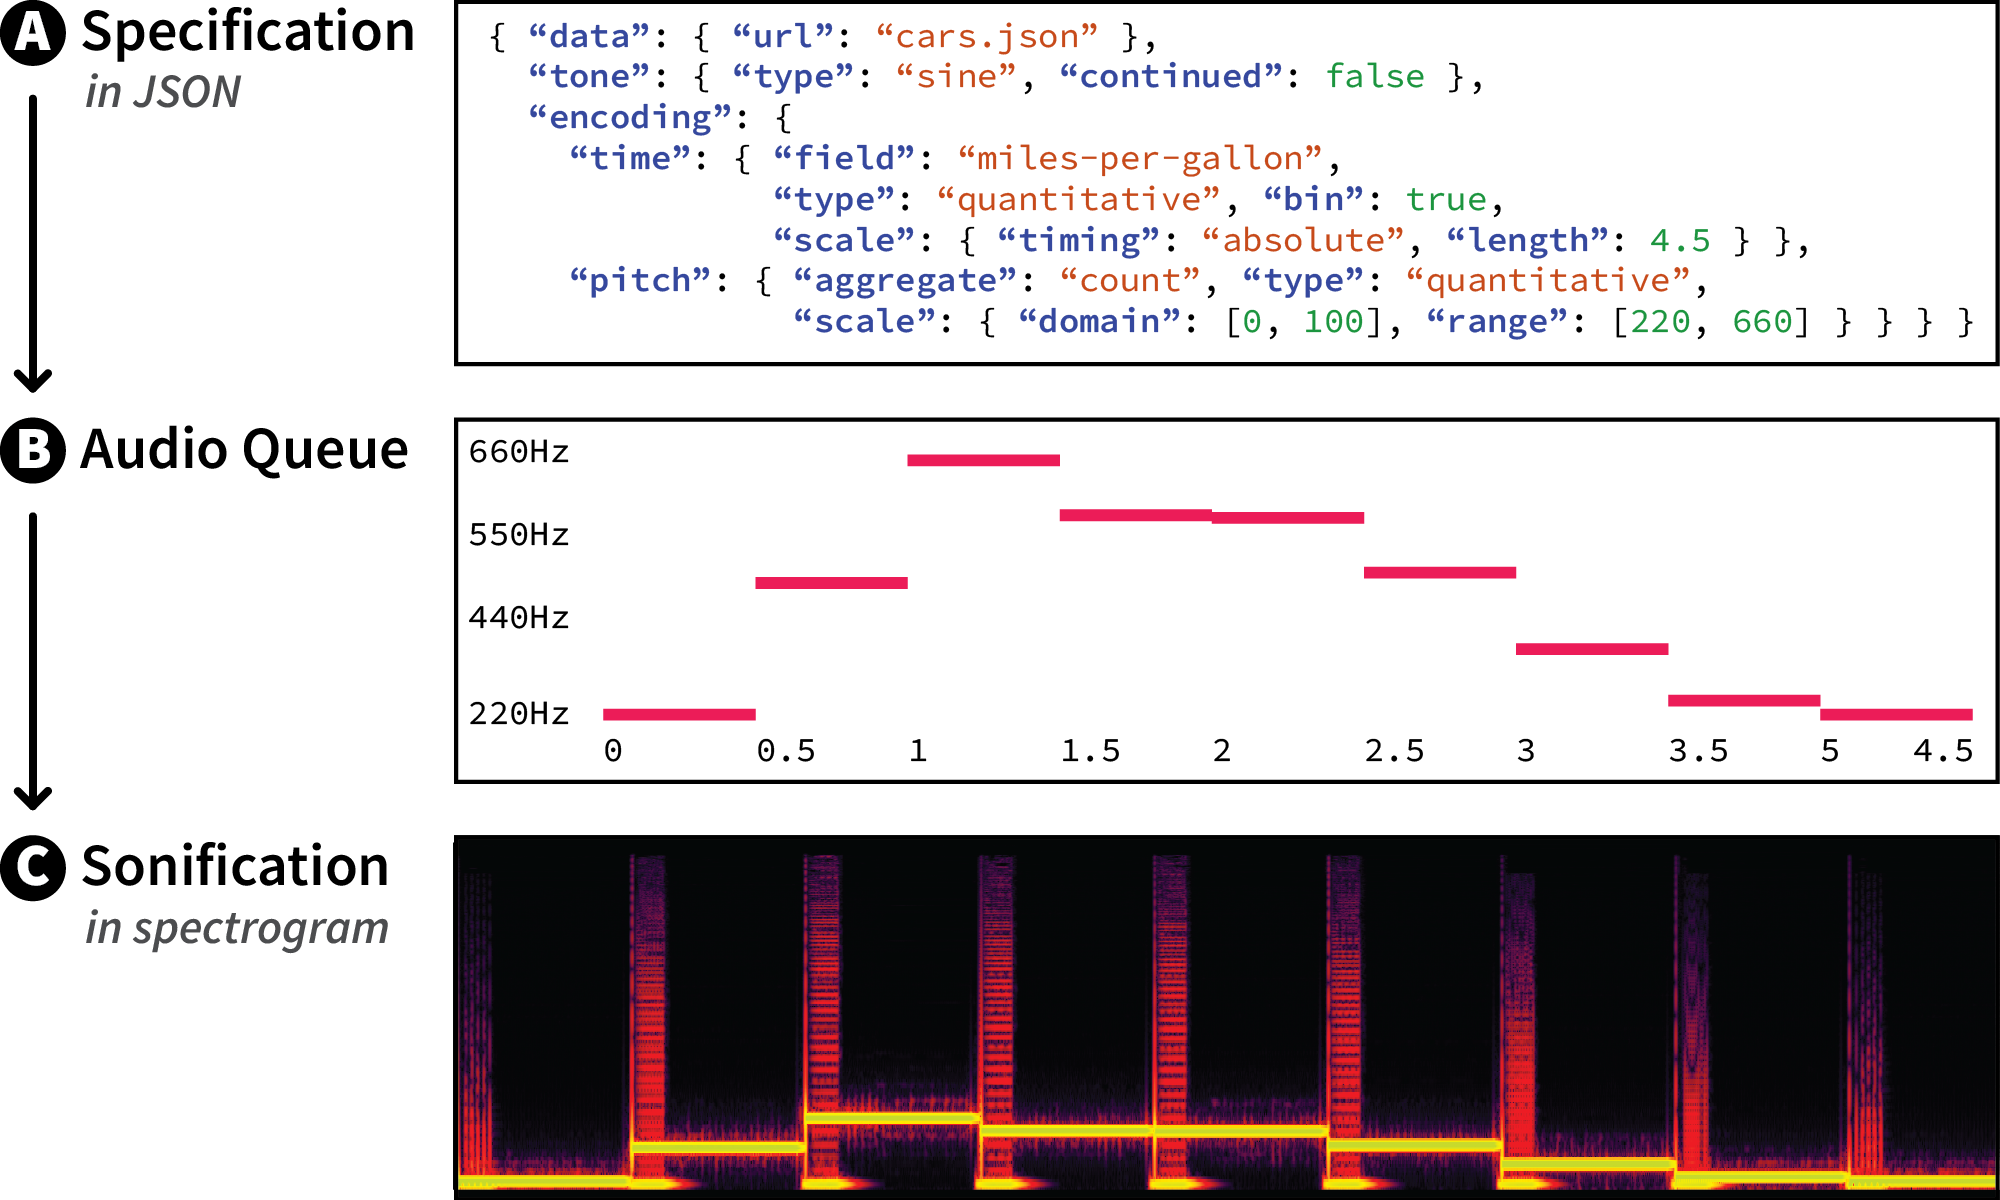 A Specification
in JSON
{ “data”: { “url”: “cars.json” },
“tone”: { “type”: “sine”, “continued”: false },
“encoding”: {
“time”: { “field”: “miles-per-gallon”,
“type”: “quantitative”, “bin”: true,
“scale”: { “timing”: “absolute”, “length”: 4.5 } },
“pitch”: { “aggregate”: “count”, “type”: “quantitative”,
“scale”: { “domain”: [0, 100], “range”: [220, 660] } } } }
B Audio Queue
660Hz
550Hz
440Hz
220Hz
0 0.5 1 1.5 2 2.5 3 3.5 5 4.5
C Sonification
in spectrogram